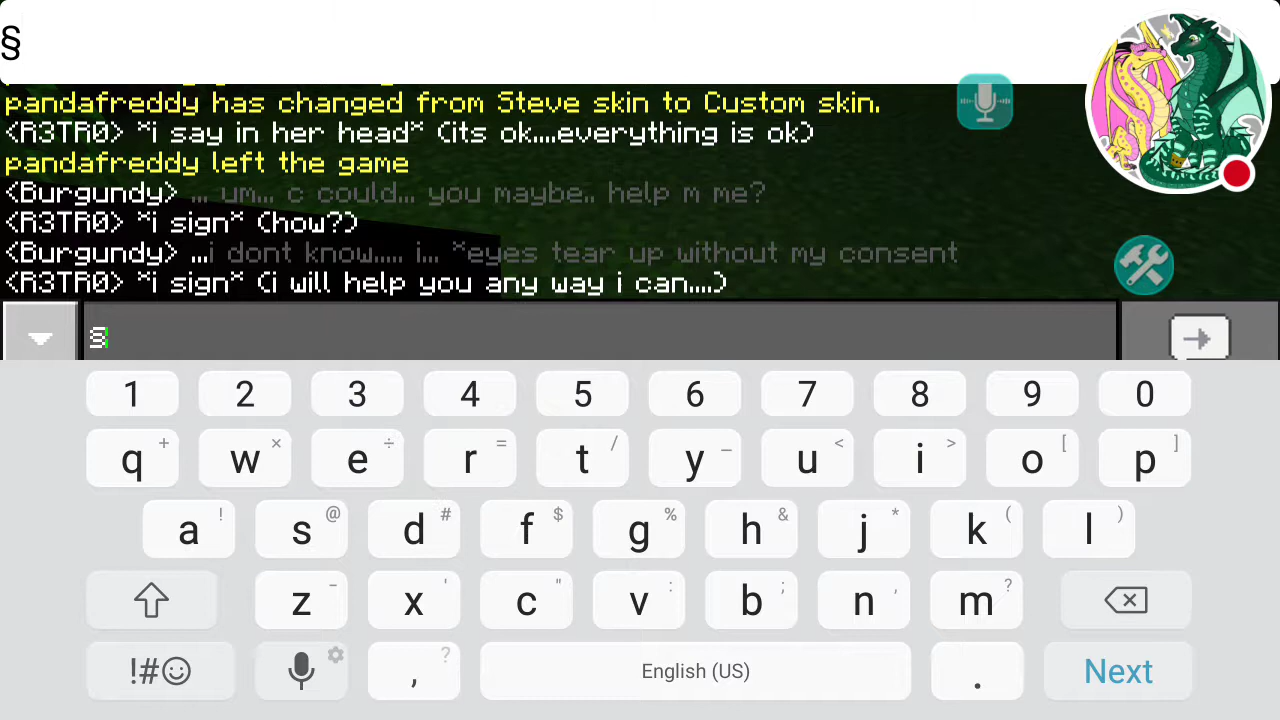 §
pandafreddy has changed from Steve skin to Custom skin.
<R3TR0> *i say in her head* (its ok....everything is ok)
pandafreddy left the game
<Burgundy> ... um... c could... you maybe.. help m me?
<R3TR0> *i sign* (how?)
<Burgundy> ...i dont know..... i... *eyes tear up without my consent
<R3TR0> *i sign* (i will help you any way i can....)
§
1 2 3 4 5 6 7 8 9 0
q + w × e ÷ r = t / y _ u < i > o [ p ]
a ! s @ d # f $ g % h & j * k ( l )
z - x ' c " v : b ; n , m ?
!#☺ , ? English (US) . Next